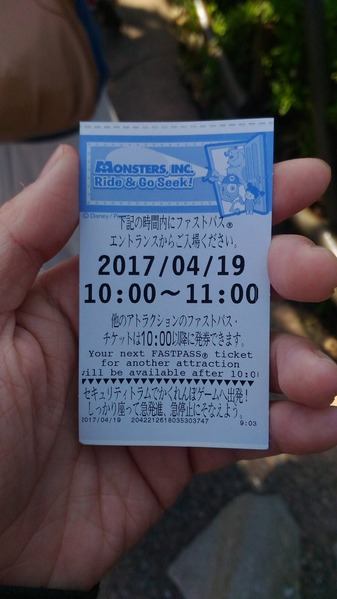 MONSTERS, INC.
Ride & Go Seek!
© Disney / P
下記の時間内にファストパス®
エントランスからご入場ください。
2017/04/19
10:00～11:00
他のアトラクションのファストパス・
チケットは10:00以降に発券できます。
Your next FASTPASS® ticket
for another attraction
will be available after 10:0
セキュリティトラムでかくれんぼゲームへ出発！
しっかり座って急発進、急停止にそなえよう。
2017/04/19 2042212618035303747 9:03